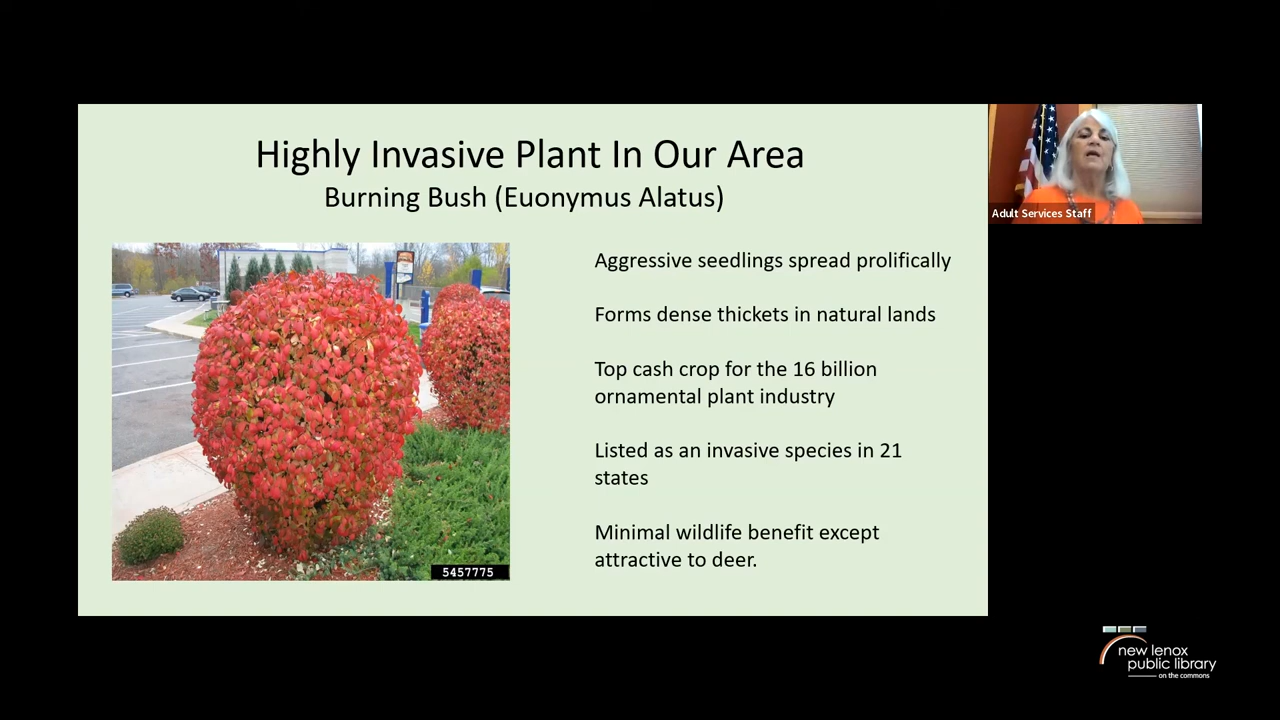 Highly Invasive Plant In Our Area
Burning Bush (Euonymus Alatus)
Aggressive seedlings spread prolifically
Forms dense thickets in natural lands
Top cash crop for the 16 billion
ornamental plant industry
Listed as an invasive species in 21
states
Minimal wildlife benefit except
attractive to deer.
5457775
Adult Services Staff
new lenox
public library
on the commons